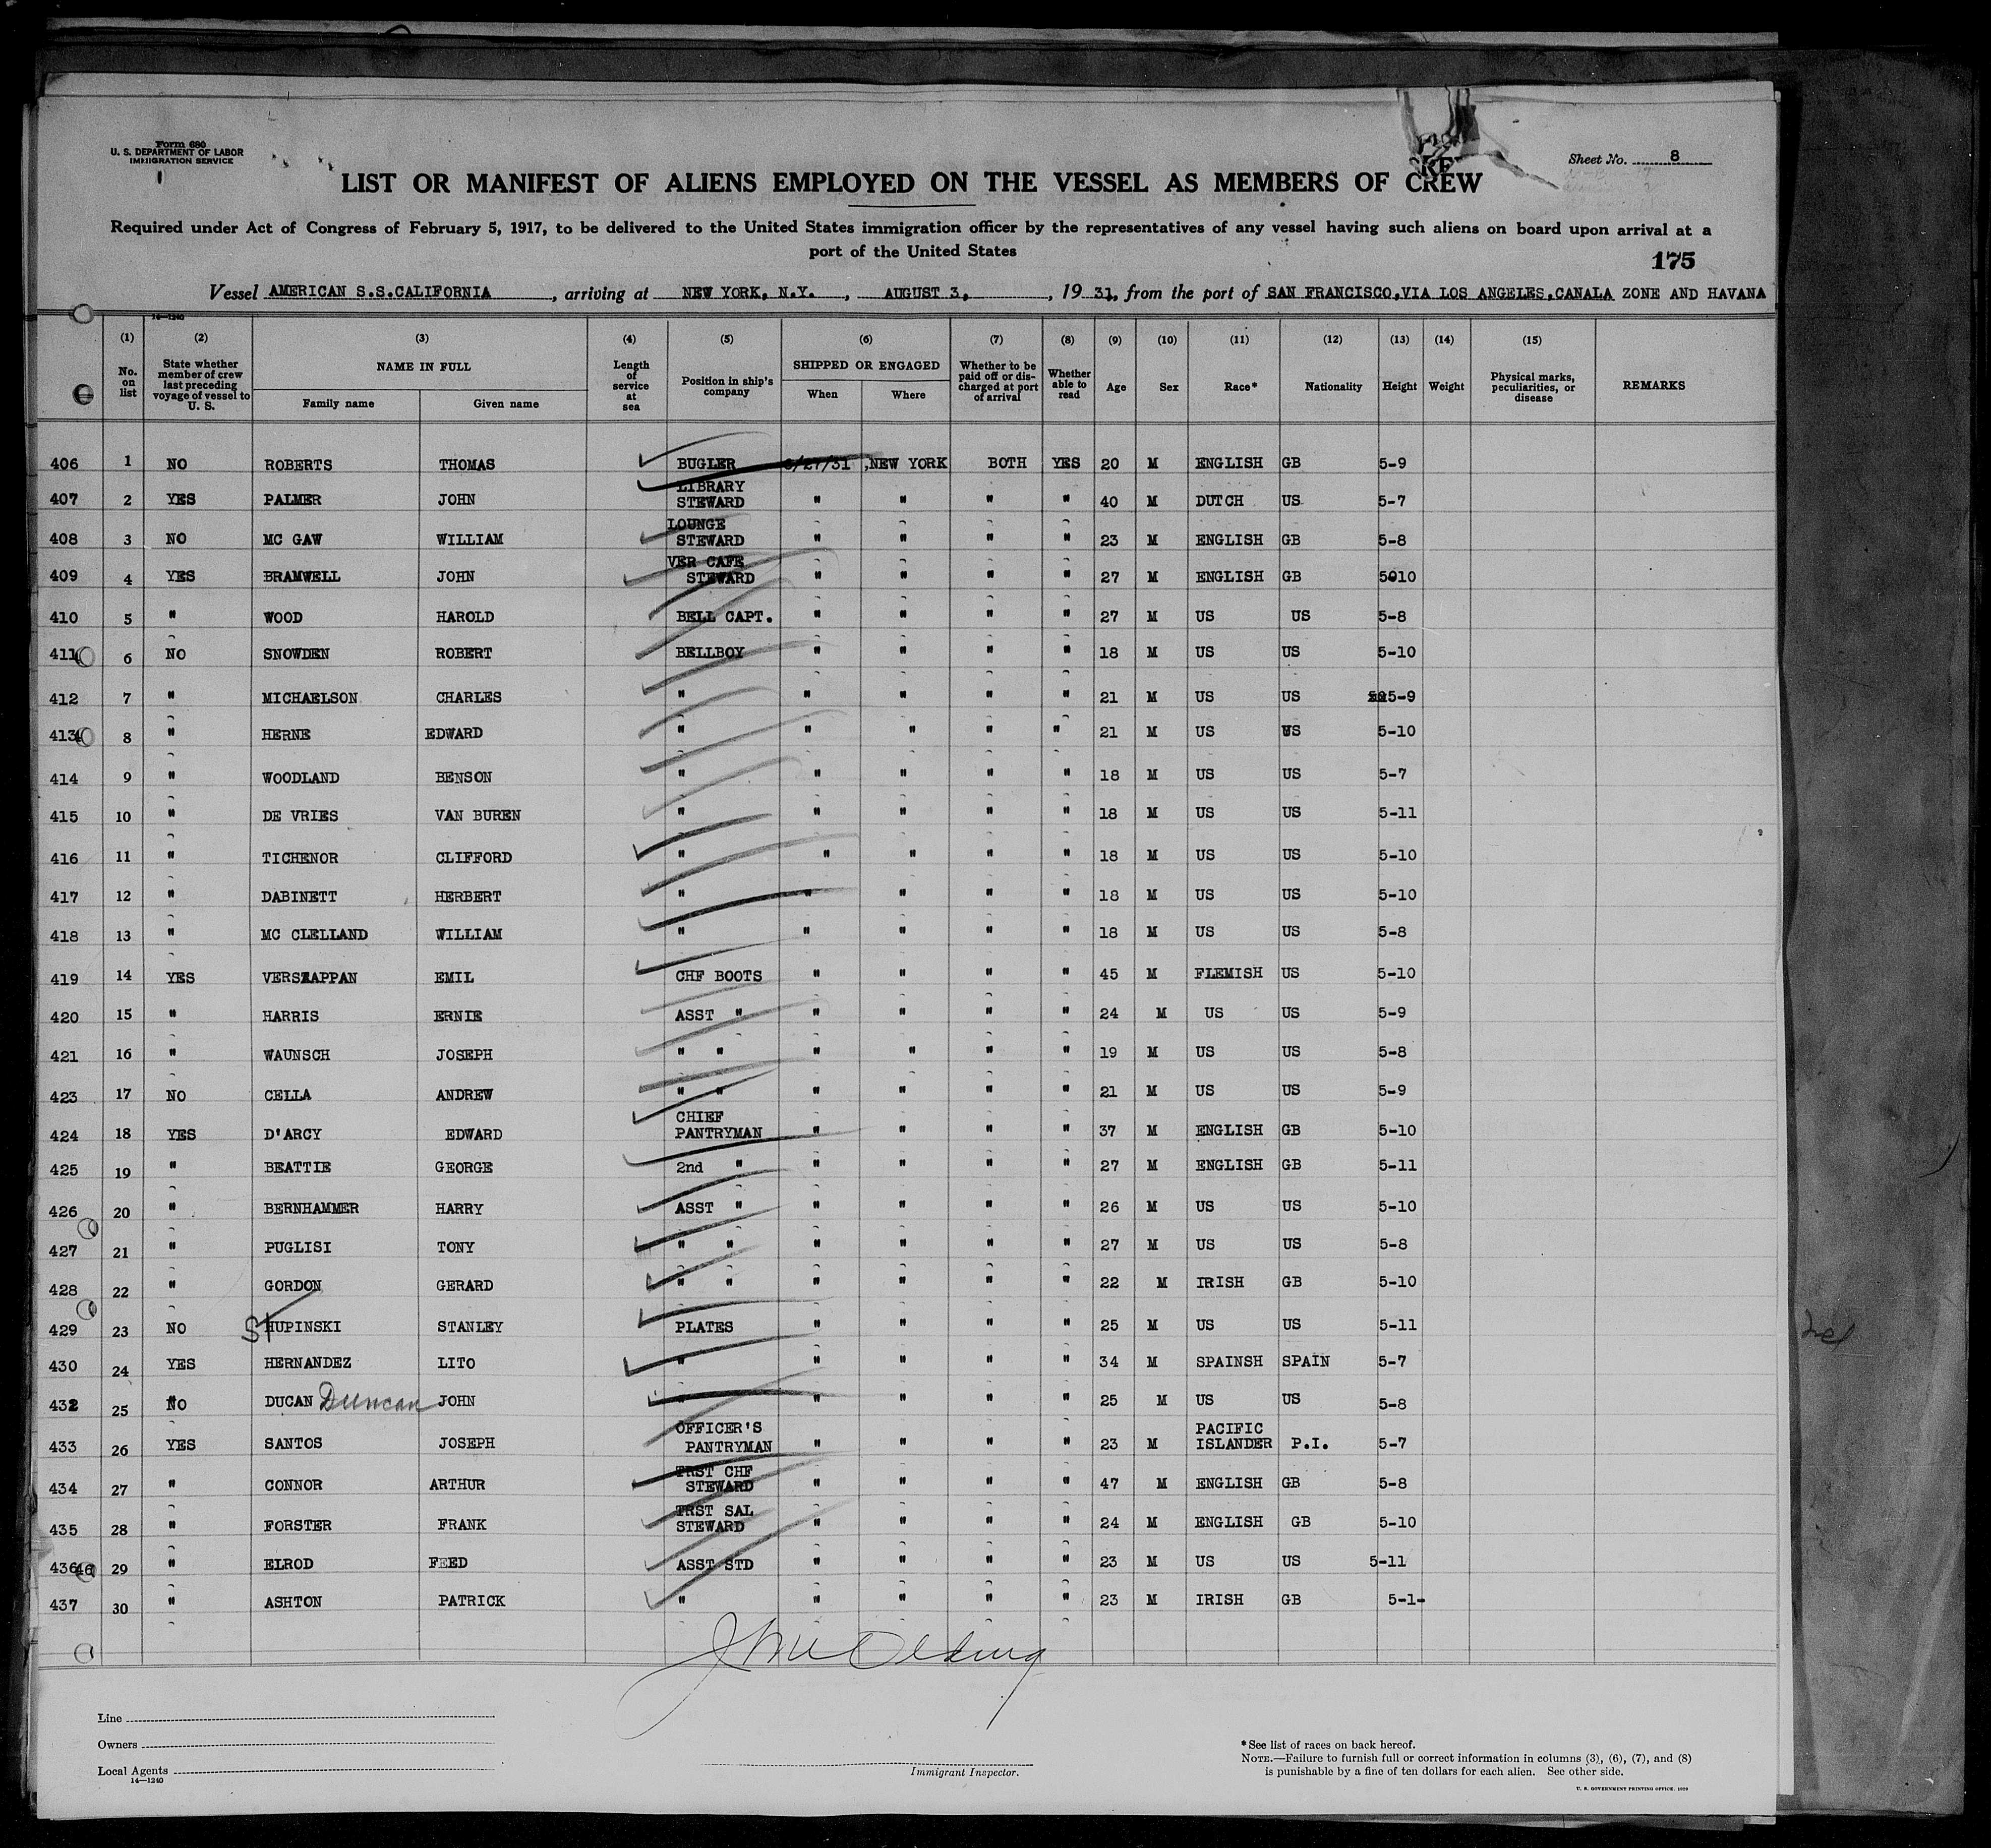 Form 680
U. S. DEPARTMENT OF LABOR
IMMIGRATION SERVICE
Sheet No. 8
LIST OR MANIFEST OF ALIENS EMPLOYED ON THE VESSEL AS MEMBERS OF CREW
Required under Act of Congress of February 5, 1917, to be delivered to the United States immigration officer by the representatives of any vessel having such aliens on board upon arrival at a
port of the United States
175
Vessel AMERICAN S.S.CALIFORNIA, arriving at NEW YORK, N.Y., AUGUST 3, 1931, from the port of SAN FRANCISCO,VIA LOS ANGELES,CANALA ZONE AND HAVANA
14—1240
(1) (2) (3) (4) (5) (6) (7) (8) (9) (10) (11) (12) (13) (14) (15)
No. on list State whether member of crew last preceding voyage of vessel to U. S. NAME IN FULL Family name Given name Length of service at sea Position in ship's company SHIPPED OR ENGAGED When Where Whether to be paid off or discharged at port of arrival Whether able to read Age Sex Race* Nationality Height Weight Physical marks, peculiarities, or disease REMARKS
406 1 NO ROBERTS THOMAS BUGLER 6/27/31 ,NEW YORK BOTH YES 20 M ENGLISH GB 5-9
407 2 YES PALMER JOHN LIBRARY STEWARD " " " " 40 M DUTCH US 5-7
408 3 NO MC GAW WILLIAM LOUNGE STEWARD " " " " 23 M ENGLISH GB 5-8
409 4 YES BRAMWELL JOHN VER CAFE STEWARD " " " " 27 M ENGLISH GB 5010
410 5 " WOOD HAROLD BELL CAPT. " " " " 27 M US US 5-8
411 6 NO SNOWDEN ROBERT BELLBOY " " " " 18 M US US 5-10
412 7 " MICHAELSON CHARLES " " " " " 21 M US US 5-9
413 8 " HERNE EDWARD " " " " " 21 M US US 5-10
414 9 " WOODLAND BENSON " " " " " 18 M US US 5-7
415 10 " DE VRIES VAN BUREN " " " " " 18 M US US 5-11
416 11 " TICHENOR CLIFFORD " " " " " 18 M US US 5-10
417 12 " DABINETT HERBERT " " " " " 18 M US US 5-10
418 13 " MC CLELLAND WILLIAM " " " " " 18 M US US 5-8
419 14 YES VERSZAPPAN EMIL CHF BOOTS " " " " 45 M FLEMISH US 5-10
420 15 " HARRIS ERNIE ASST " " " " " 24 M US US 5-9
421 16 " WAUNSCH JOSEPH " " " " " " 19 M US US 5-8
423 17 NO CELLA ANDREW " " " " " " 21 M US US 5-9
424 18 YES D'ARCY EDWARD CHIEF PANTRYMAN " " " " 37 M ENGLISH GB 5-10
425 19 " BEATTIE GEORGE 2nd " " " " " 27 M ENGLISH GB 5-11
426 20 " BERNHAMMER HARRY ASST " " " " " 26 M US US 5-10
427 21 " PUGLISI TONY " " " " " " 27 M US US 5-8
428 22 " GORDON GERARD " " " " " " 22 M IRISH GB 5-10
429 23 NO STUPINSKI STANLEY PLATES " " " " 25 M US US 5-11
430 24 YES HERNANDEZ LITO " " " " " 34 M SPAINSH SPAIN 5-7
432 25 NO DUCAN Duncan JOHN " " " " " 25 M US US 5-8
433 26 YES SANTOS JOSEPH OFFICER'S PANTRYMAN " " " " 23 M PACIFIC ISLANDER P.I. 5-7
434 27 " CONNOR ARTHUR TRST CHF STEWARD " " " " 47 M ENGLISH GB 5-8
435 28 " FORSTER FRANK TRST SAL STEWARD " " " " 24 M ENGLISH GB 5-10
436 29 " ELROD FEED ASST STD " " " " 23 M US US 5-11
437 30 " ASHTON PATRICK " " " " " 23 M IRISH GB 5-1-
Line
Owners
Local Agents
14—1240
Immigrant Inspector.
*See list of races on back hereof.
NOTE.—Failure to furnish full or correct information in columns (3), (6), (7), and (8)
is punishable by a fine of ten dollars for each alien. See other side.
U. S. GOVERNMENT PRINTING OFFICE. 1929